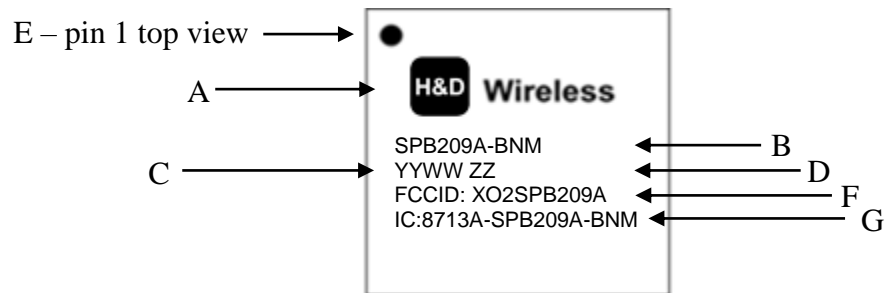 E – pin 1 top view
A
H&D Wireless
SPB209A-BNM
B
C
YYWW ZZ
D
FCCID: XO2SPB209A
F
IC:8713A-SPB209A-BNM
G